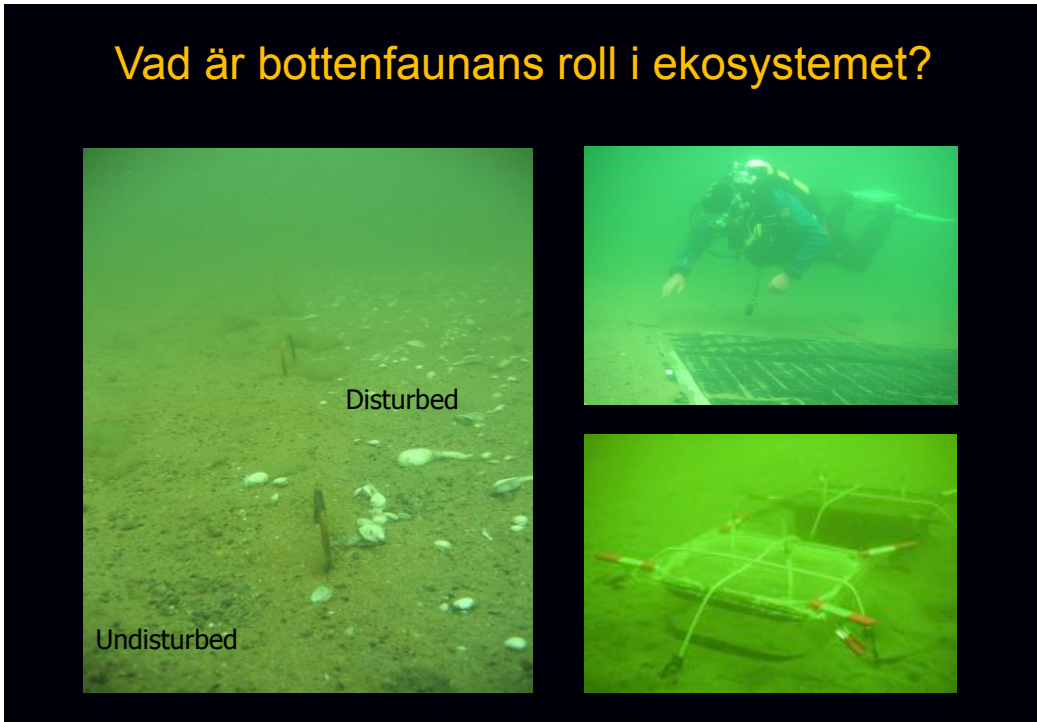 Vad är bottenfaunans roll i ekosystemet?
Disturbed
Undisturbed